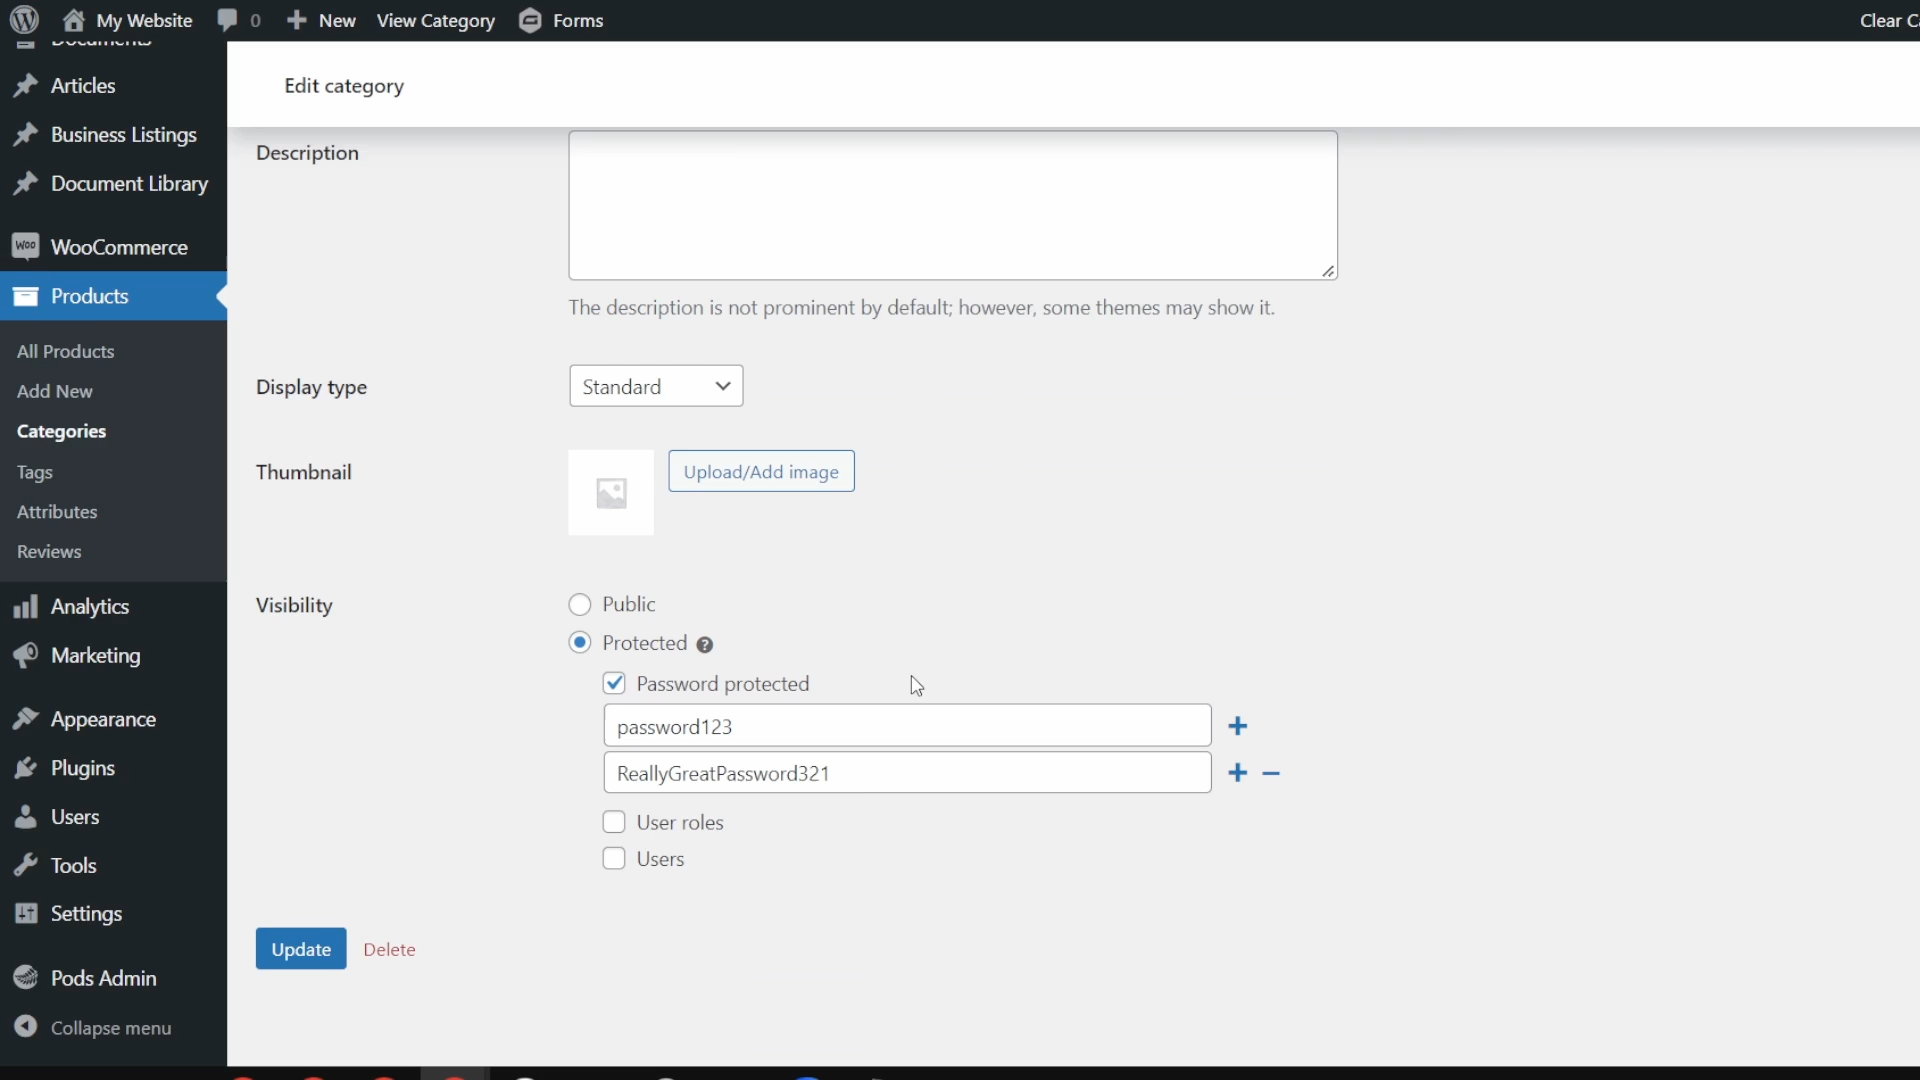 My Website 0 New View Category Forms Clear
Documents
Articles
Business Listings
Document Library
WooCommerce
Products
All Products
Add New
Categories
Tags
Attributes
Reviews
Analytics
Marketing
Appearance
Plugins
Users
Tools
Settings
Pods Admin
Collapse menu
Edit category
Description
The description is not prominent by default; however, some themes may show it.
Display type Standard
Thumbnail Upload/Add image
Visibility Public
Protected ?
Password protected
password123 +
ReallyGreatPassword321 + −
User roles
Users
Update Delete